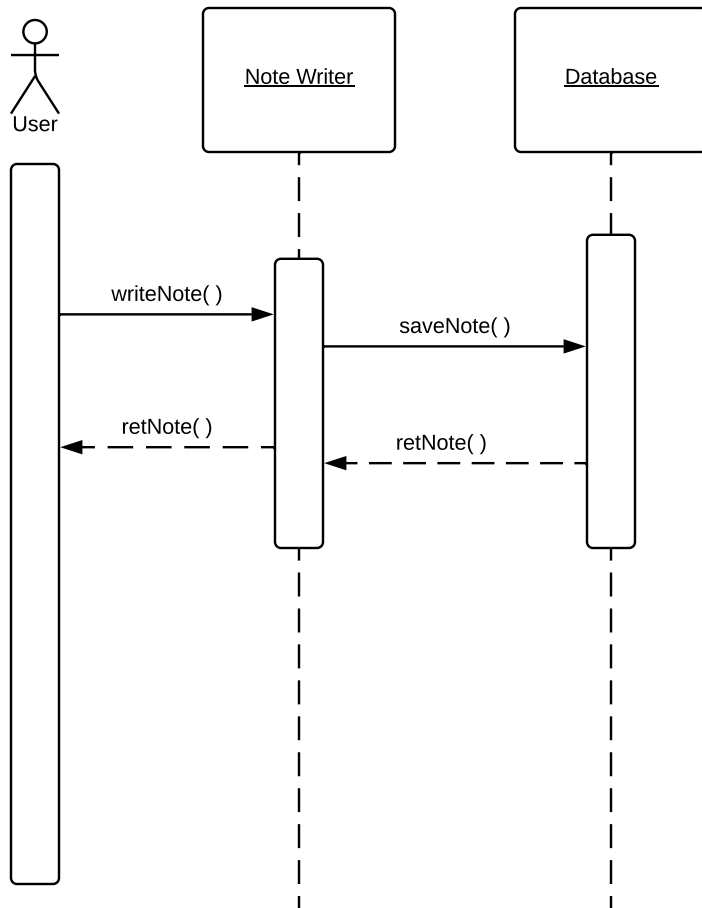 Note Writer
Database
User
writeNote( )
saveNote( )
retNote( )
retNote( )